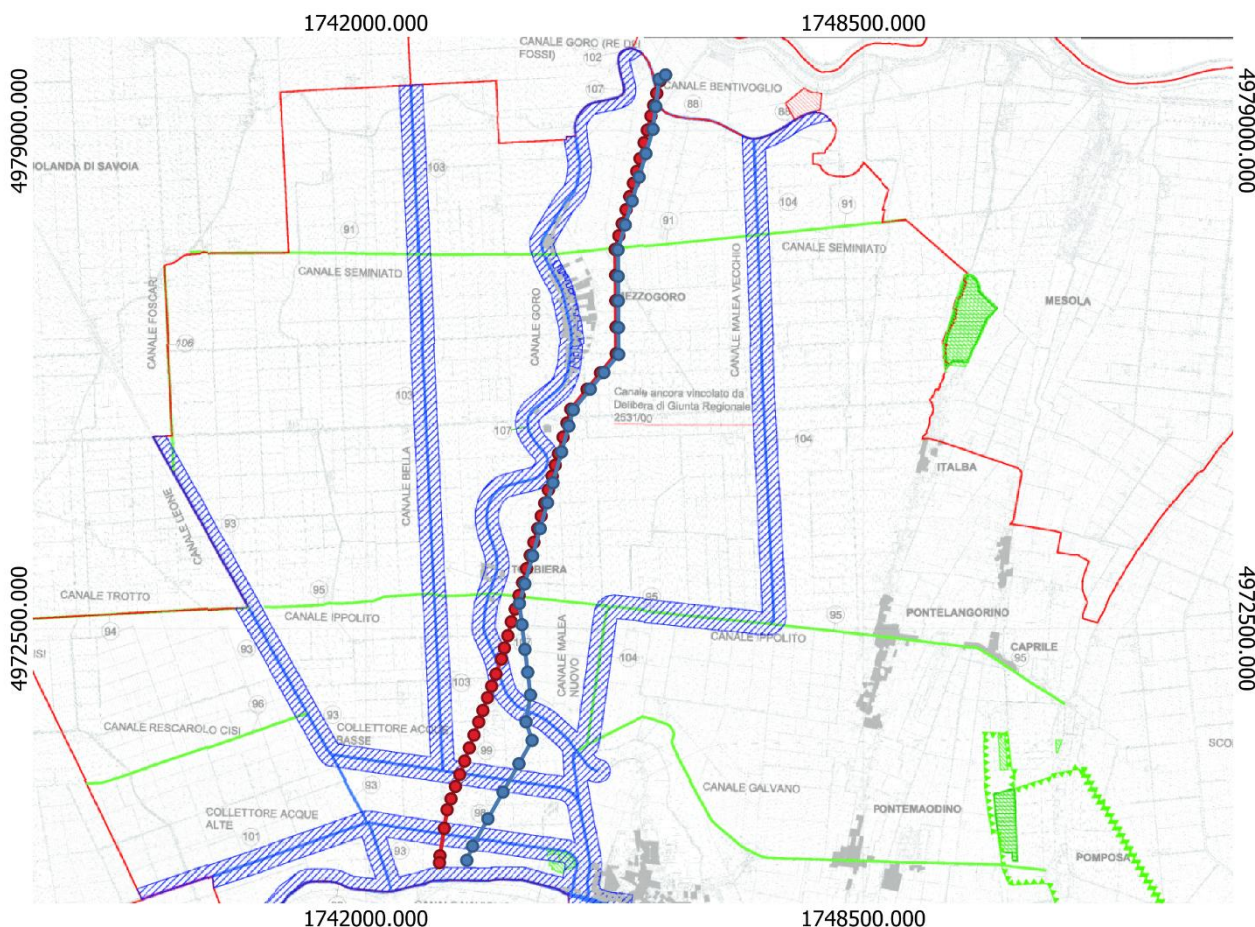 1742000.000
1748500.000
4979000.000
4979000.000
CANALE GORO (RE DEI
FOSSI)
102
107
CANALE BENTIVOGLIO
88
88
JOLANDA DI SAVOIA
103
104
91
91
91
CANALE SEMINIATO
CANALE SEMINIATO
CANALE FOSCARI
CANALE GORO
MEZZOGORO
CANALE MALEA VECCHIO
MESOLA
106
103
Canale ancora vincolato da
Delibera di Giunta Regionale
2531/00
107
104
CANALE BELLA
ITALBA
CANALE LEONE
93
TORBIERA
4972500.000
4972500.000
CANALE TROTTO
95
95
95
CANALE IPPOLITO
CANALE IPPOLITO
PONTELANGORINO
94
93
CAPRILE
95
CANALE MALEA
NUOVO
104
103
96
93
CANALE RESCAROLO CISI
COLLETTORE ACQUE
BASSE
99
93
CANALE GALVANO
98
COLLETTORE ACQUE
ALTE
101
93
PONTEMAODINO
POMPOSA
1742000.000
1748500.000